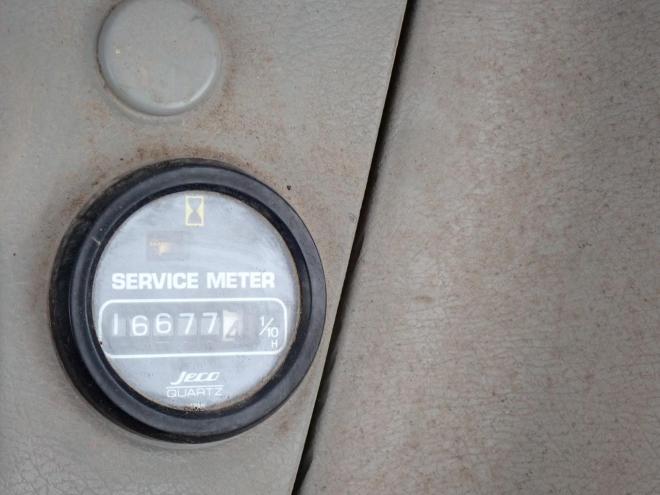 SERVICE METER
16677 1/10
H
Jeco
QUARTZ